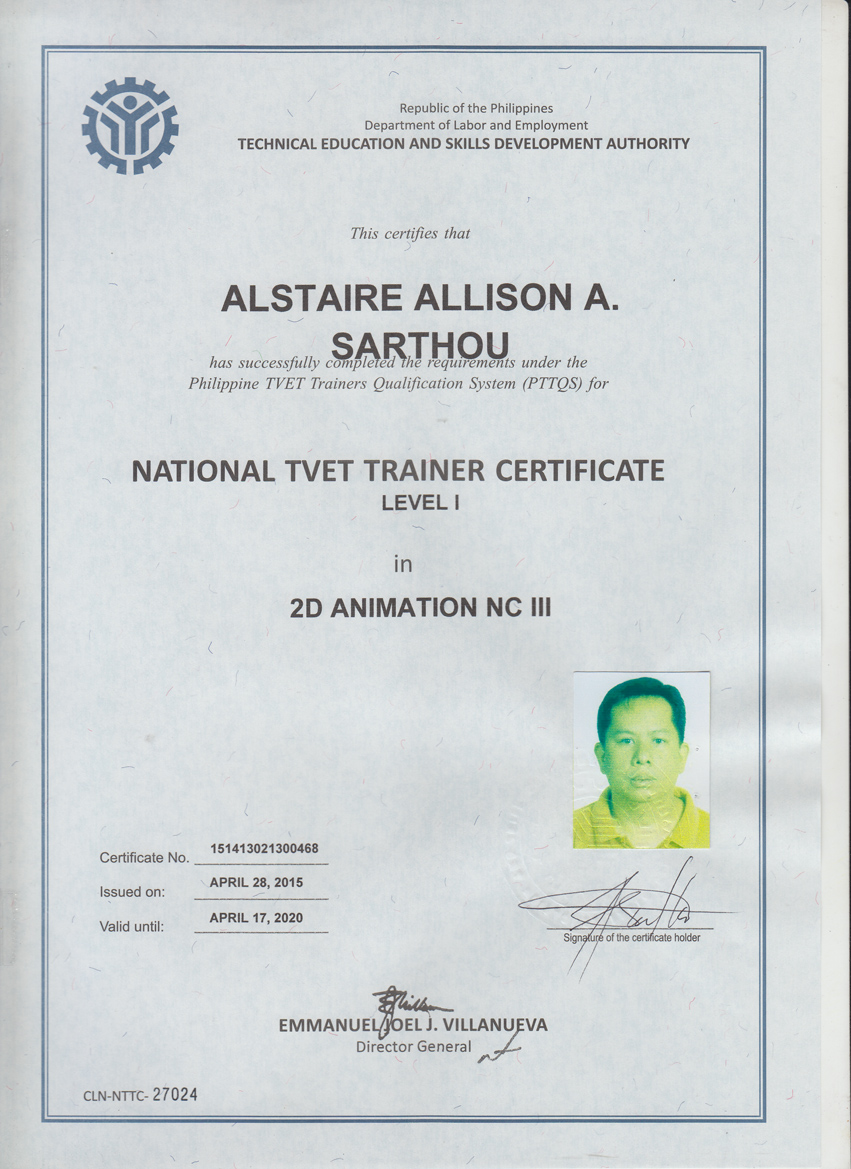 Republic of the Philippines
Department of Labor and Employment
TECHNICAL EDUCATION AND SKILLS DEVELOPMENT AUTHORITY
This certifies that
ALSTAIRE ALLISON A.
SARTHOU
has successfully completed the requirements under the
Philippine TVET Trainers Qualification System (PTTQS) for
NATIONAL TVET TRAINER CERTIFICATE
LEVEL I
in
2D ANIMATION NC III
Certificate No. 151413021300468
Issued on: APRIL 28, 2015
Valid until: APRIL 17, 2020
Signature of the certificate holder
EMMANUEL JOEL J. VILLANUEVA
Director General
CLN-NTTC- 27024